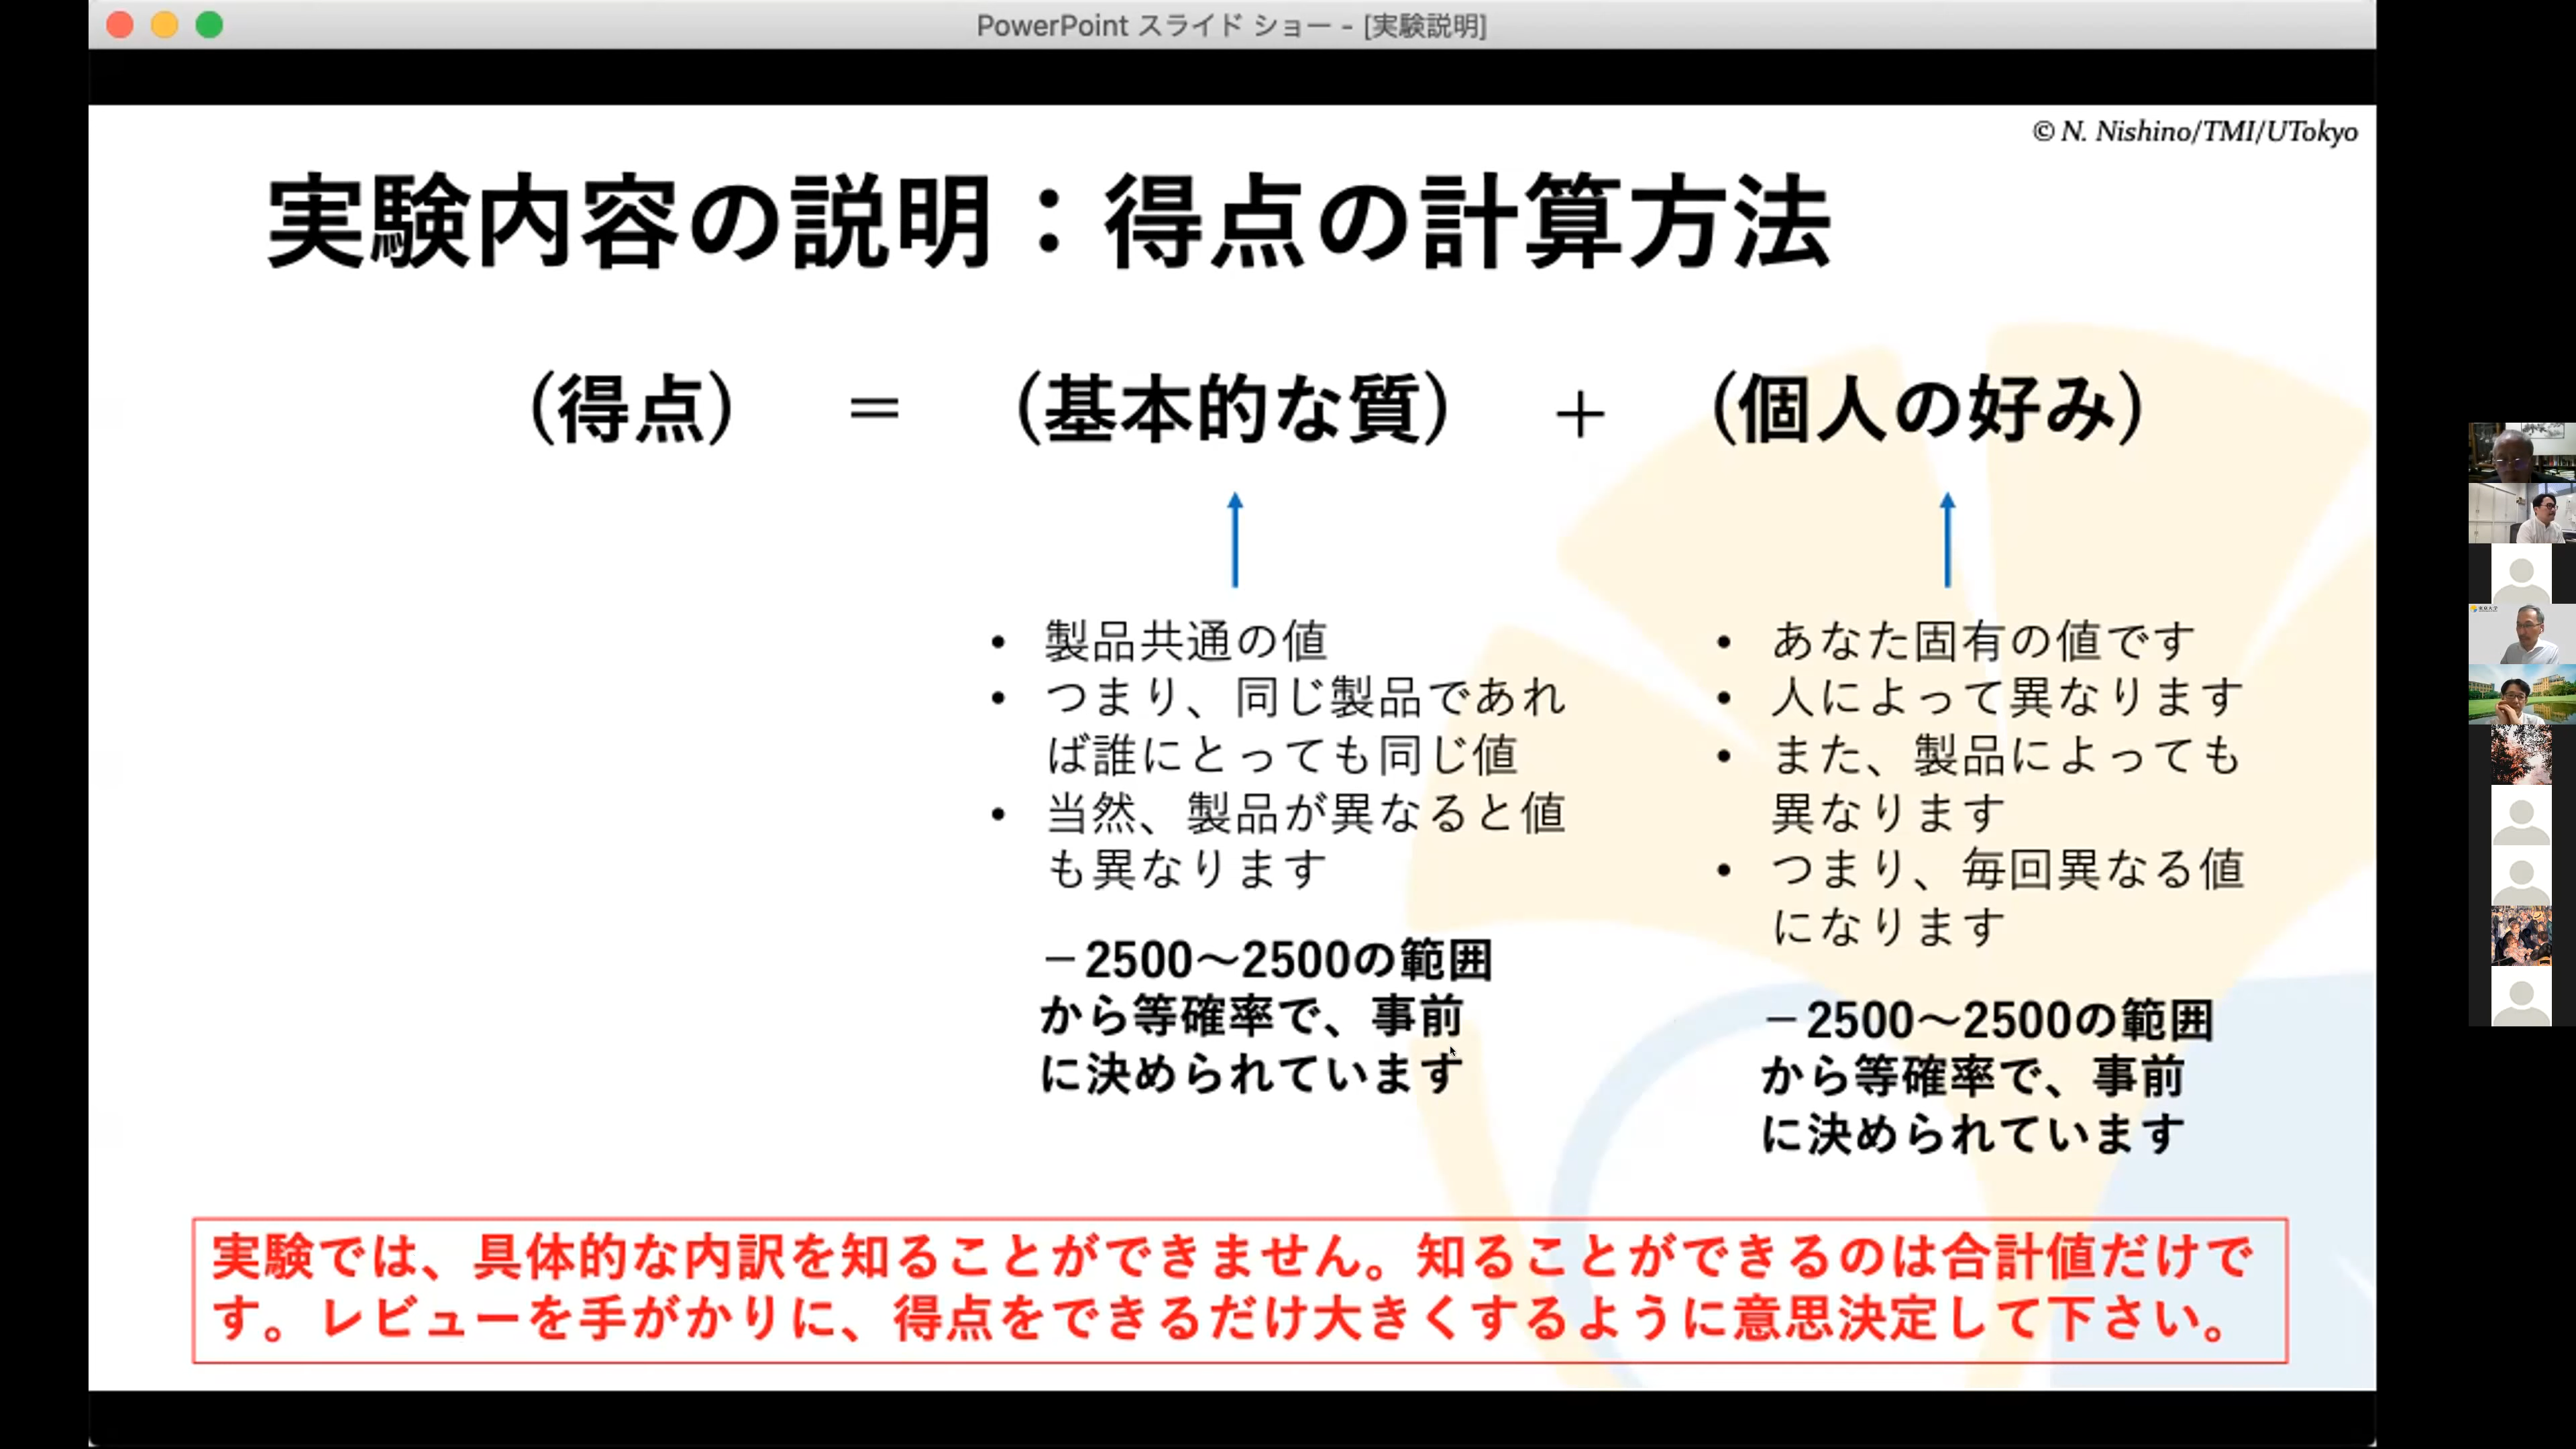 PowerPoint スライド ショー - [実験説明]
© N. Nishino/TMI/UTokyo
実験内容の説明：得点の計算方法
（得点） ＝ （基本的な質） ＋ （個人の好み）
• 製品共通の値
• つまり、同じ製品であれ
ば誰にとっても同じ値
• 当然、製品が異なると値
も異なります
－2500～2500の範囲
から等確率で、事前
に決められています
• あなた固有の値です
• 人によって異なります
• また、製品によっても
異なります
• つまり、毎回異なる値
になります
－2500～2500の範囲
から等確率で、事前
に決められています
実験では、具体的な内訳を知ることができません。知ることができるのは合計値だけで
す。レビューを手がかりに、得点をできるだけ大きくするように意思決定して下さい。